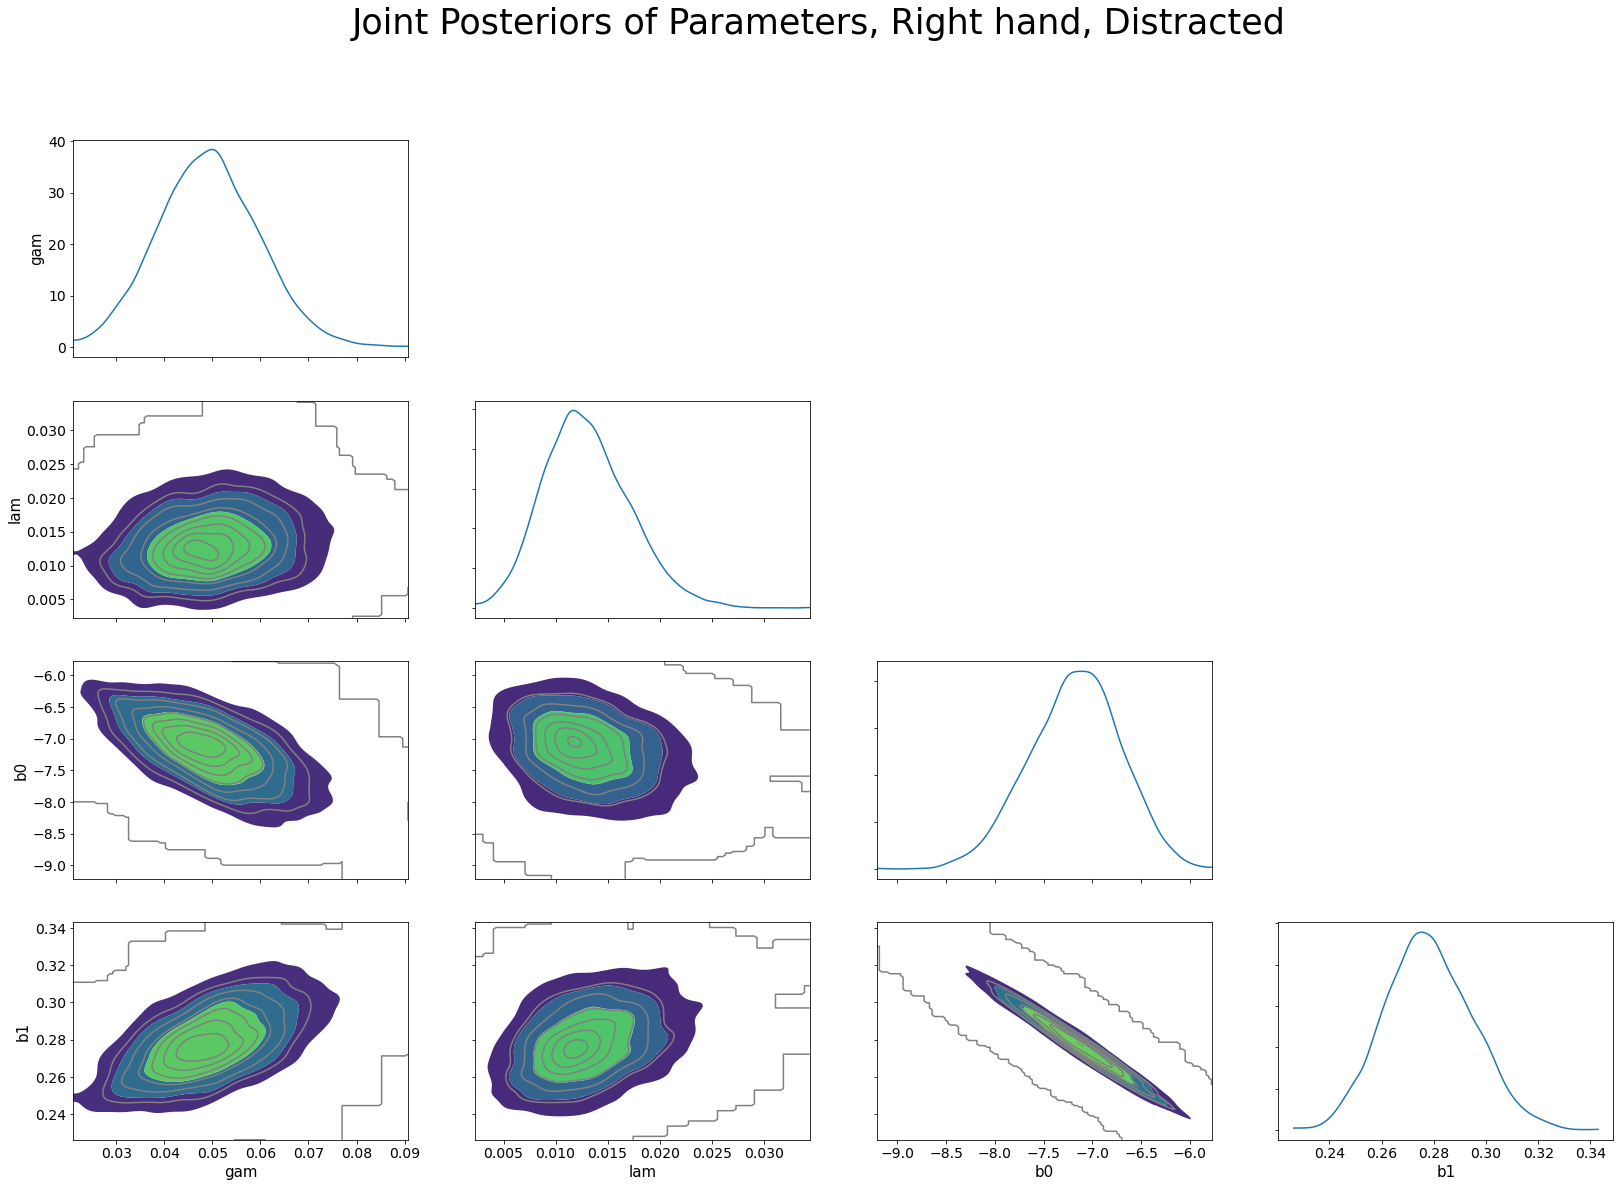 Joint Posteriors of Parameters, Right hand, Distracted
40
30
20
10
0
gam
0.030
0.025
0.020
0.015
0.010
0.005
lam
−6.0
−6.5
−7.0
−7.5
−8.0
−8.5
−9.0
b0
0.34
0.32
0.30
0.28
0.26
0.24
b1
0.03 0.04 0.05 0.06 0.07 0.08 0.09
gam
0.005 0.010 0.015 0.020 0.025 0.030
lam
−9.0 −8.5 −8.0 −7.5 −7.0 −6.5 −6.0
b0
0.24 0.26 0.28 0.30 0.32 0.34
b1